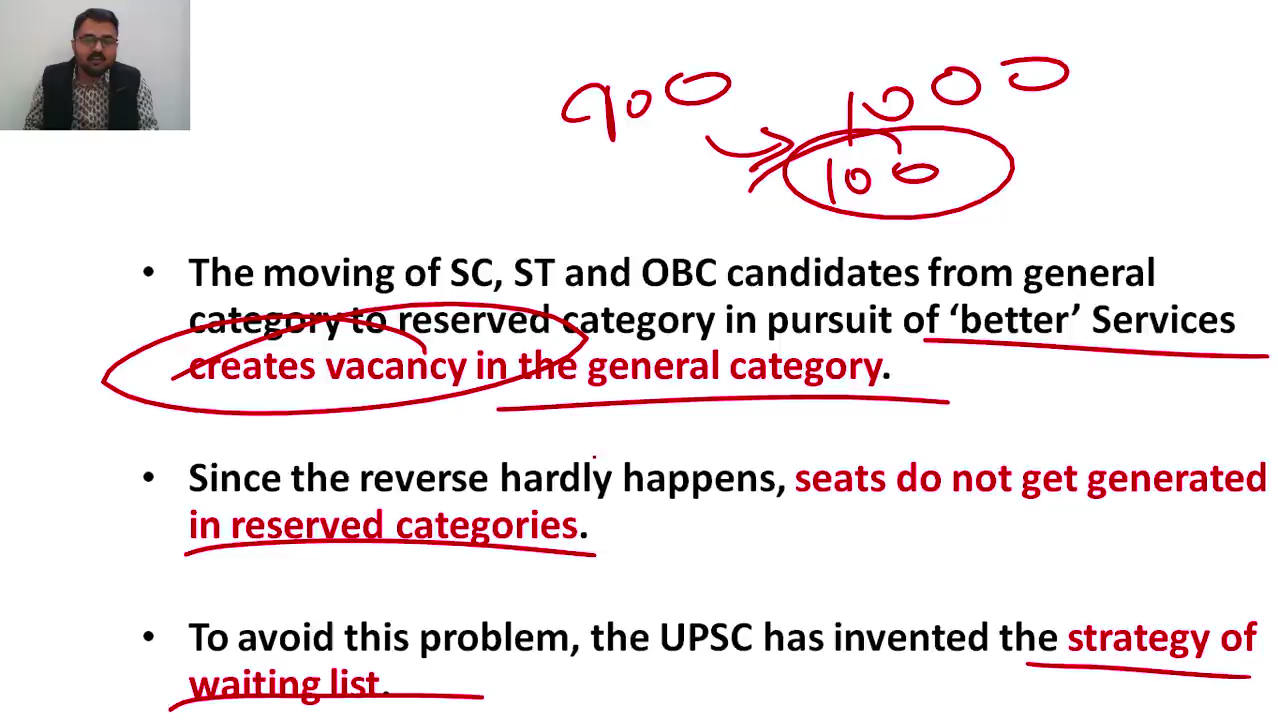 900 1000
100
• The moving of SC, ST and OBC candidates from general
category to reserved category in pursuit of ‘better’ Services
creates vacancy in the general category.
• Since the reverse hardly happens, seats do not get generated
in reserved categories.
• To avoid this problem, the UPSC has invented the strategy of
waiting list.